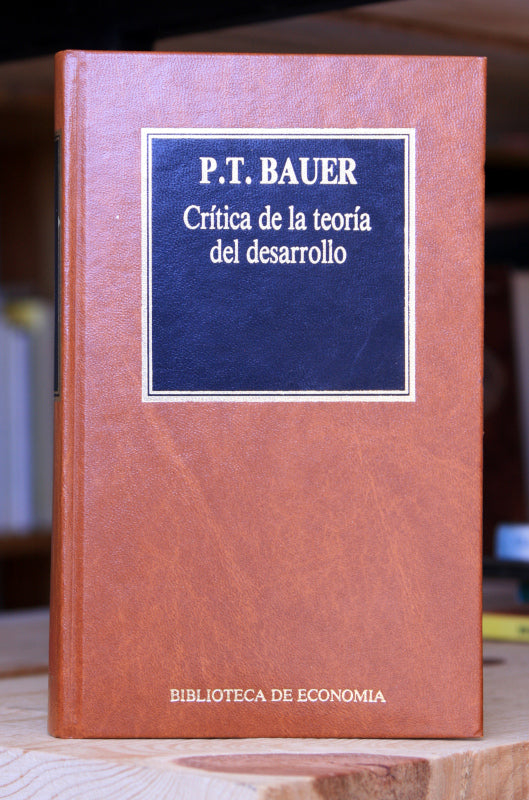 P.T. BAUER
Crítica de la teoría
del desarrollo
BIBLIOTECA DE ECONOMIA